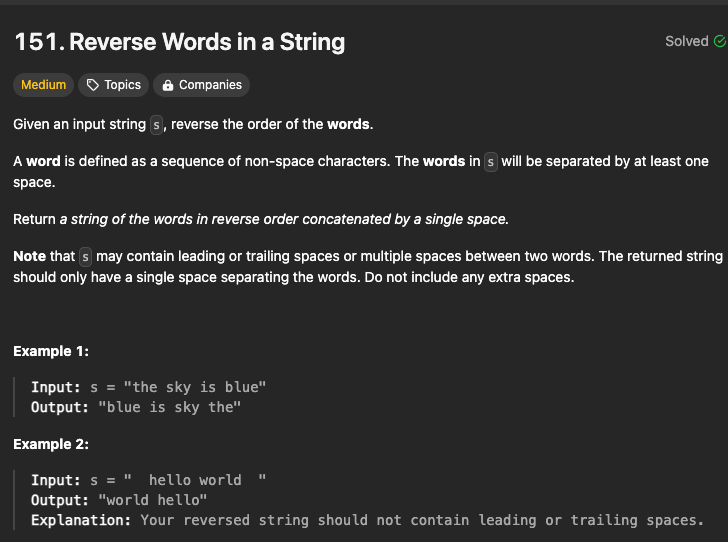 151. Reverse Words in a String
Solved
Medium Topics Companies
Given an input string s, reverse the order of the words.
A word is defined as a sequence of non-space characters. The words in s will be separated by at least one
space.
Return a string of the words in reverse order concatenated by a single space.
Note that s may contain leading or trailing spaces or multiple spaces between two words. The returned string
should only have a single space separating the words. Do not include any extra spaces.
Example 1:
Input: s = "the sky is blue"
Output: "blue is sky the"
Example 2:
Input: s = "  hello world  "
Output: "world hello"
Explanation: Your reversed string should not contain leading or trailing spaces.